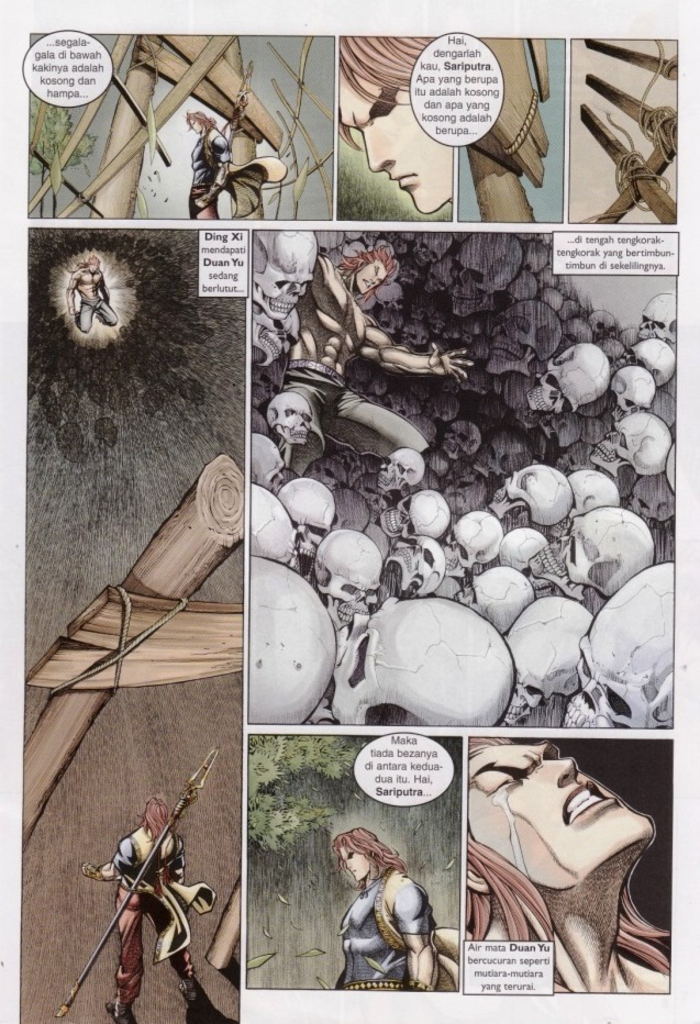 ...segala-
gala di bawah
kakinya adalah
kosong dan
hampa...
Hai,
dengarlah
kau, Sariputra.
Apa yang berupa
itu adalah kosong
dan apa yang
kosong adalah
berupa...
Ding Xi
mendapati
Duan Yu
sedang
berlutut...
...di tengah tengkorak-
tengkorak yang bertimbun-
timbun di sekelilingnya.
Maka
tiada bezanya
di antara kedua-
dua itu. Hai,
Sariputra...
Air mata Duan Yu
bercucuran seperti
mutiara-mutiara
yang terurai.